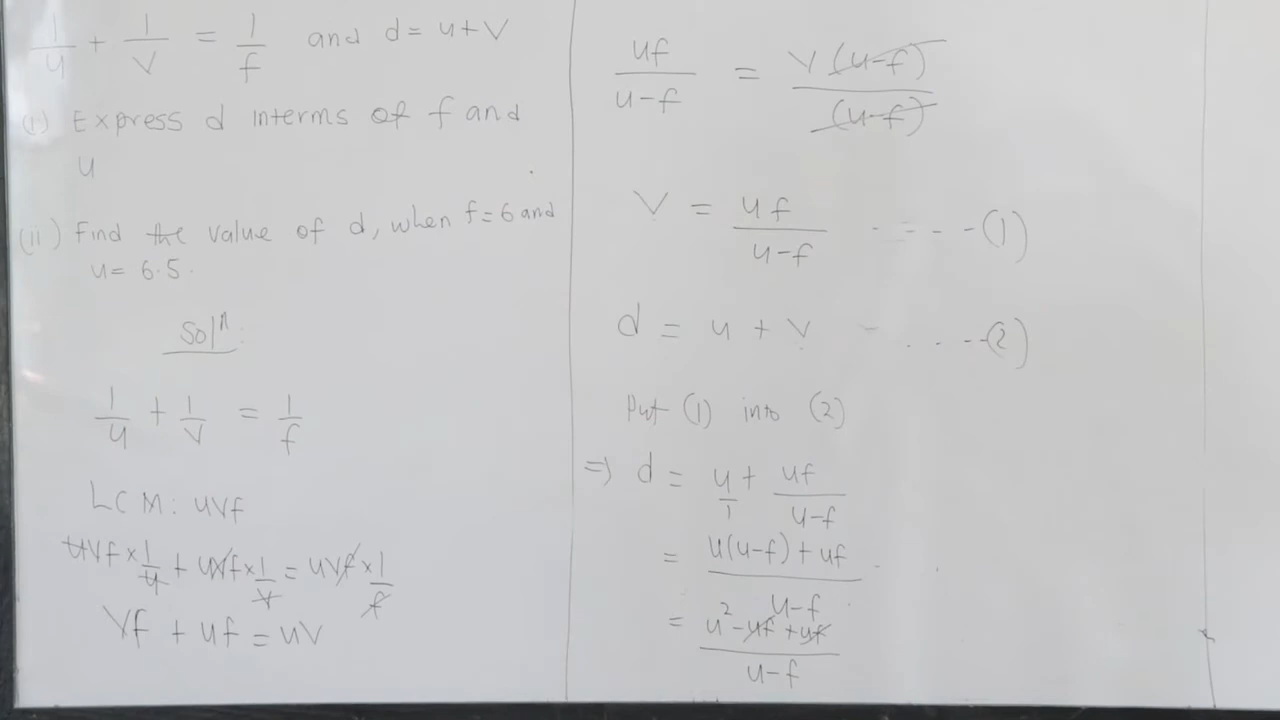 1/u + 1/v = 1/f and d = u+v
(i) Express d interms of f and
u
(ii) Find the value of d, when f = 6 and
u = 6.5.
Solⁿ:
1/u + 1/v = 1/f
LCM: uvf
uvf × 1/u + uvf × 1/v = uvf × 1/f
vf + uf = uv
uf/(u-f) = v(u-f)/(u-f)
v = uf/(u-f) - - - - -(1)
d = u + v - . . - - -(2)
Put (1) into (2)
⇒ d = u/1 + uf/(u-f)
= (u(u-f) + uf)/(u-f)
= (u² - uf + uf)/(u-f)